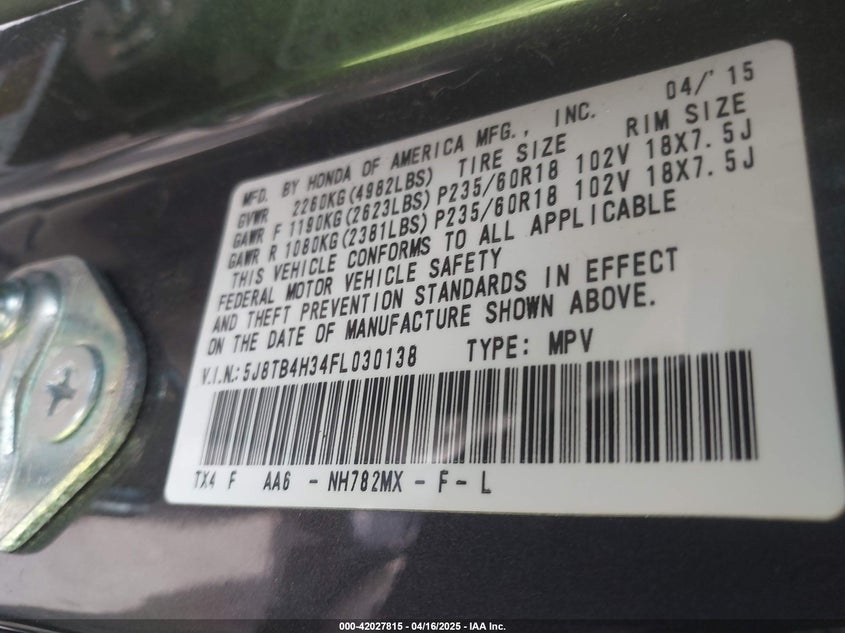 MFD. BY HONDA OF AMERICA MFG., INC. 04/'15
GVWR 2260KG(4982LBS) TIRE SIZE RIM SIZE
GAWR F 1190KG(2623LBS) P235/60R18 102V 18X7.5J
GAWR R 1080KG(2381LBS) P235/60R18 102V 18X7.5J
THIS VEHICLE CONFORMS TO ALL APPLICABLE
FEDERAL MOTOR VEHICLE SAFETY
AND THEFT PREVENTION STANDARDS IN EFFECT
ON THE DATE OF MANUFACTURE SHOWN ABOVE.
V.I.N.: 5J8TB4H34FL030138 TYPE: MPV
TX4 F AA6 - NH782MX - F - L
000-42027815 - 04/16/2025 - IAA Inc.